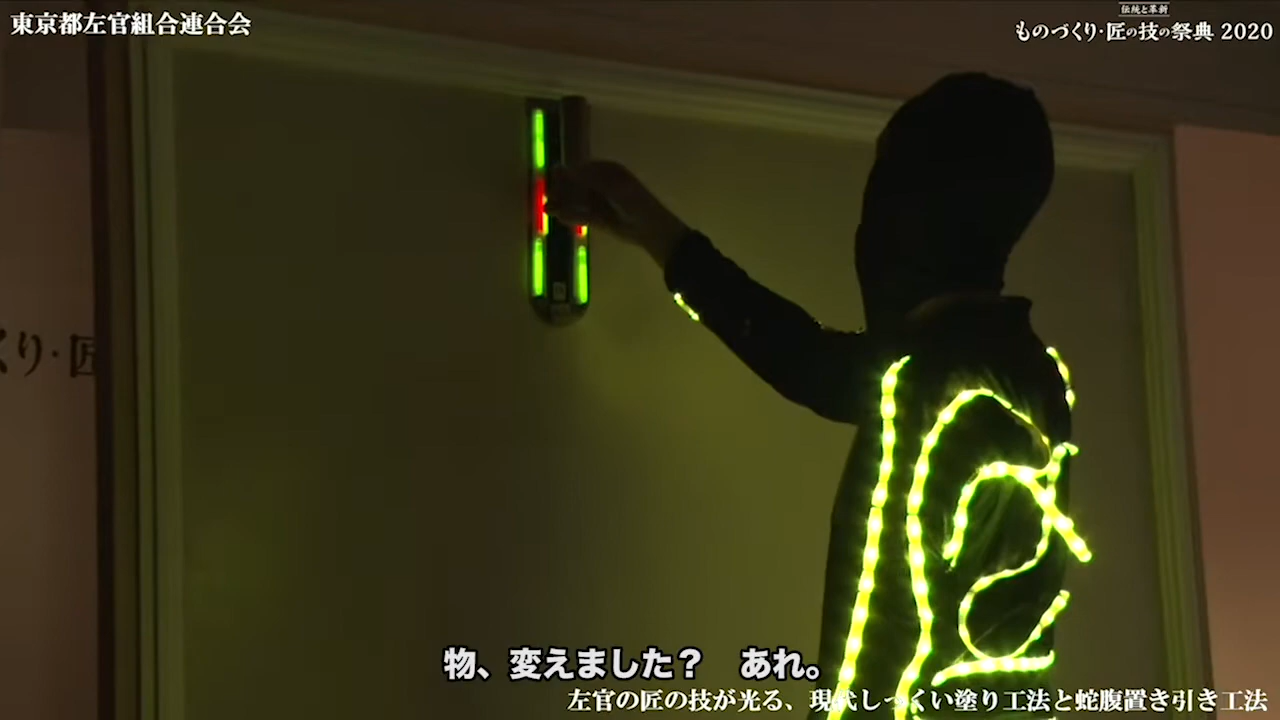 東京都左官組合連合会
伝統と革新
ものづくり・匠の技の祭典 2020
くり・匠
物、変えました? あれ。
左官の匠の技が光る、現代しっくい塗り工法と蛇腹置き引き工法